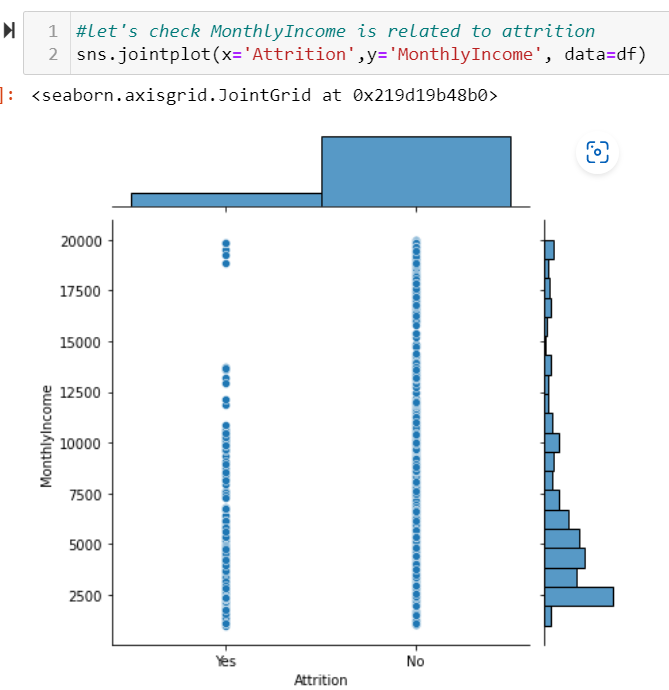 1 #let's check MonthlyIncome is related to attrition
2 sns.jointplot(x='Attrition',y='MonthlyIncome', data=df)
]: <seaborn.axisgrid.JointGrid at 0x219d19b48b0>
20000
17500
15000
12500
10000
7500
5000
2500
MonthlyIncome
Yes No
Attrition